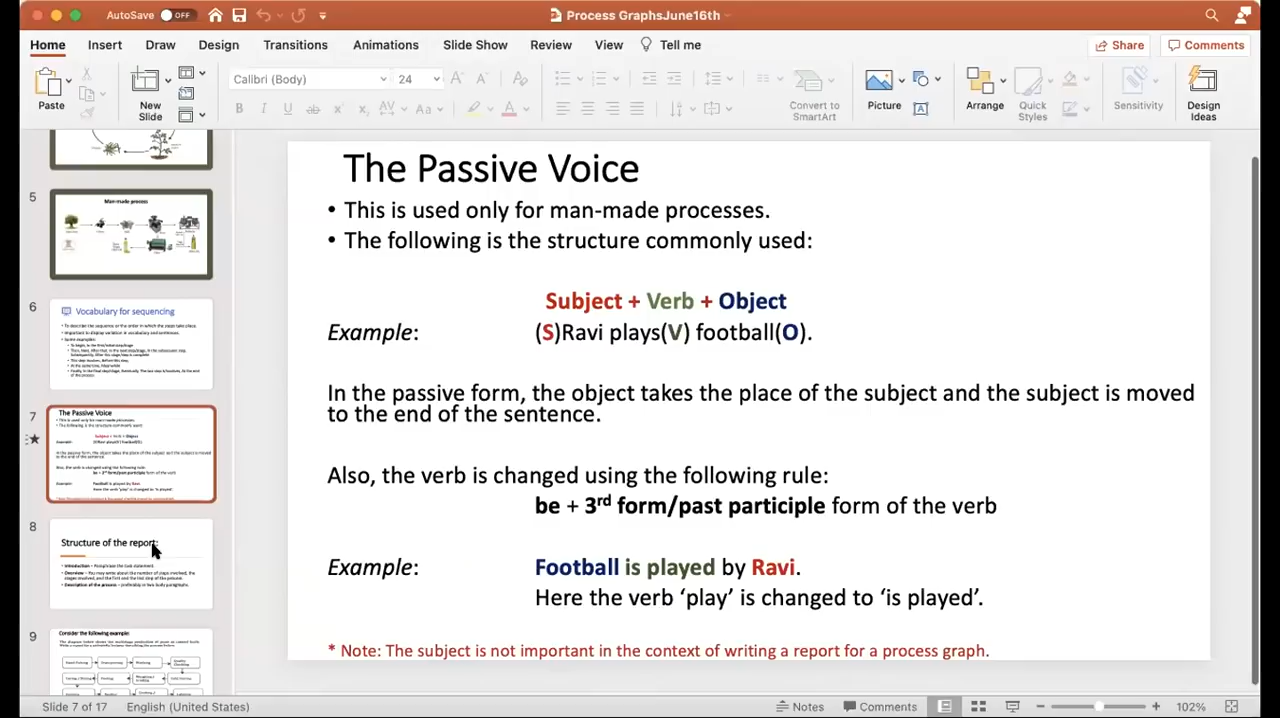 AutoSave OFF
Process GraphsJune16th
Home Insert Draw Design Transitions Animations Slide Show Review View Tell me Share Comments
Paste
New Slide
Calibri (Body) 24
Convert to SmartArt
Picture
Arrange
Quick Styles
Sensitivity
Design Ideas
5
Man-made process
6
Vocabulary for sequencing
7
The Passive Voice
8
Structure of the report:
9
Consider the following example:
The Passive Voice
• This is used only for man-made processes.
• The following is the structure commonly used:
Subject + Verb + Object
Example: (S)Ravi plays(V) football(O).
In the passive form, the object takes the place of the subject and the subject is moved
to the end of the sentence.
Also, the verb is changed using the following rule:
be + 3rd form/past participle form of the verb
Example: Football is played by Ravi.
Here the verb ‘play’ is changed to ‘is played’.
* Note: The subject is not important in the context of writing a report for a process graph.
Slide 7 of 17 English (United States) Notes Comments 102%